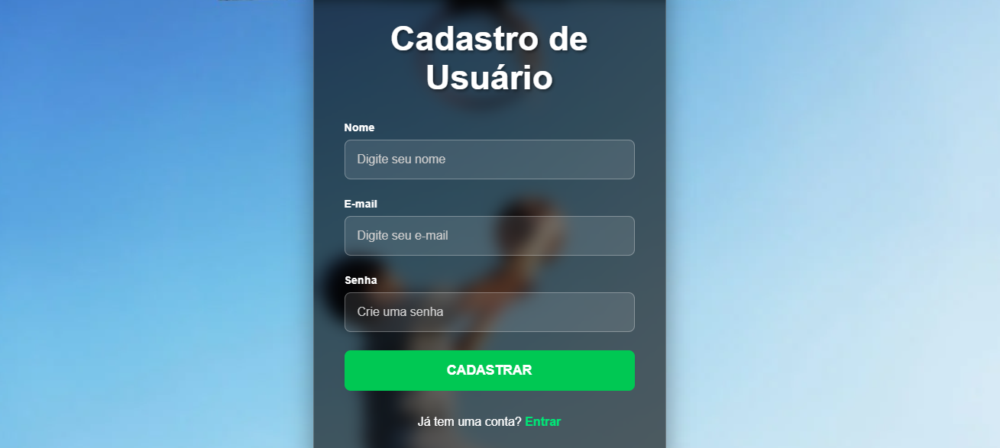 Cadastro de
Usuário
Nome
Digite seu nome
E-mail
Digite seu e-mail
Senha
Crie uma senha
CADASTRAR
Já tem uma conta? Entrar